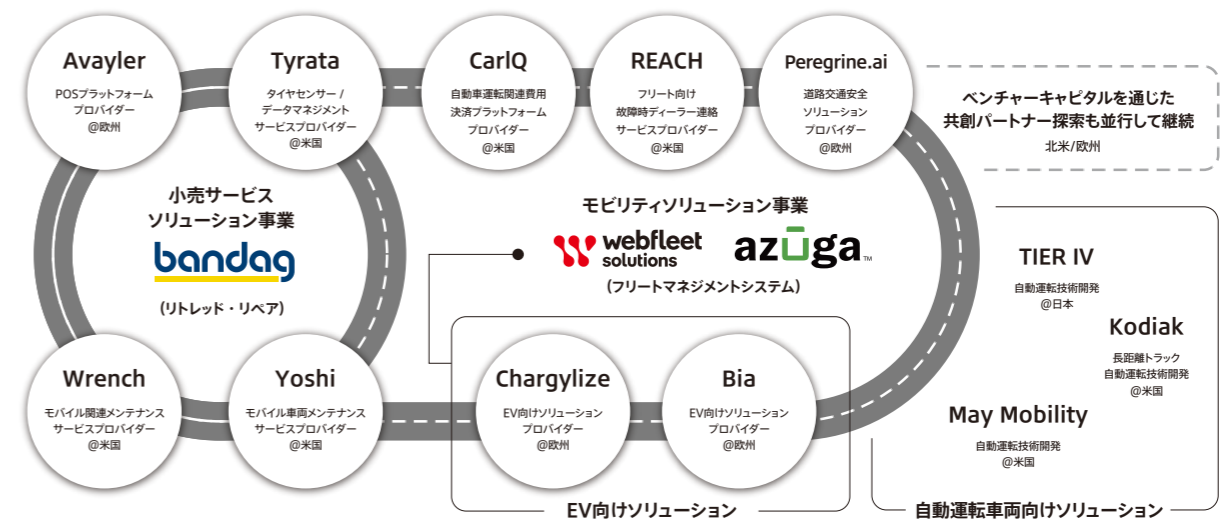 Avayler
POSプラットフォーム
プロバイダー
@欧州
Tyrata
タイヤセンサー /
データマネジメント
サービスプロバイダー
@米国
CarlQ
自動車運転関連費用
決済プラットフォーム
プロバイダー
@米国
REACH
フリート向け
故障時ディーラー連絡
サービスプロバイダー
@米国
Peregrine.ai
道路交通安全
ソリューション
プロバイダー
@欧州
ベンチャーキャピタルを通じた
共創パートナー探索も並行して継続
北米/欧州
小売サービス
ソリューション事業
bandag
(リトレッド・リペア)
モビリティソリューション事業
webfleet
solutions
azūga™
(フリートマネジメントシステム)
TIER IV
自動運転技術開発
@日本
Kodiak
長距離トラック
自動運転技術開発
@米国
May Mobility
自動運転技術開発
@米国
Wrench
モバイル関連メンテナンス
サービスプロバイダー
@米国
Yoshi
モバイル車両メンテナンス
サービスプロバイダー
@米国
Chargylize
EV向けソリューション
プロバイダー
@欧州
Bia
EV向けソリューション
プロバイダー
@欧州
EV向けソリューション
自動運転車両向けソリューション